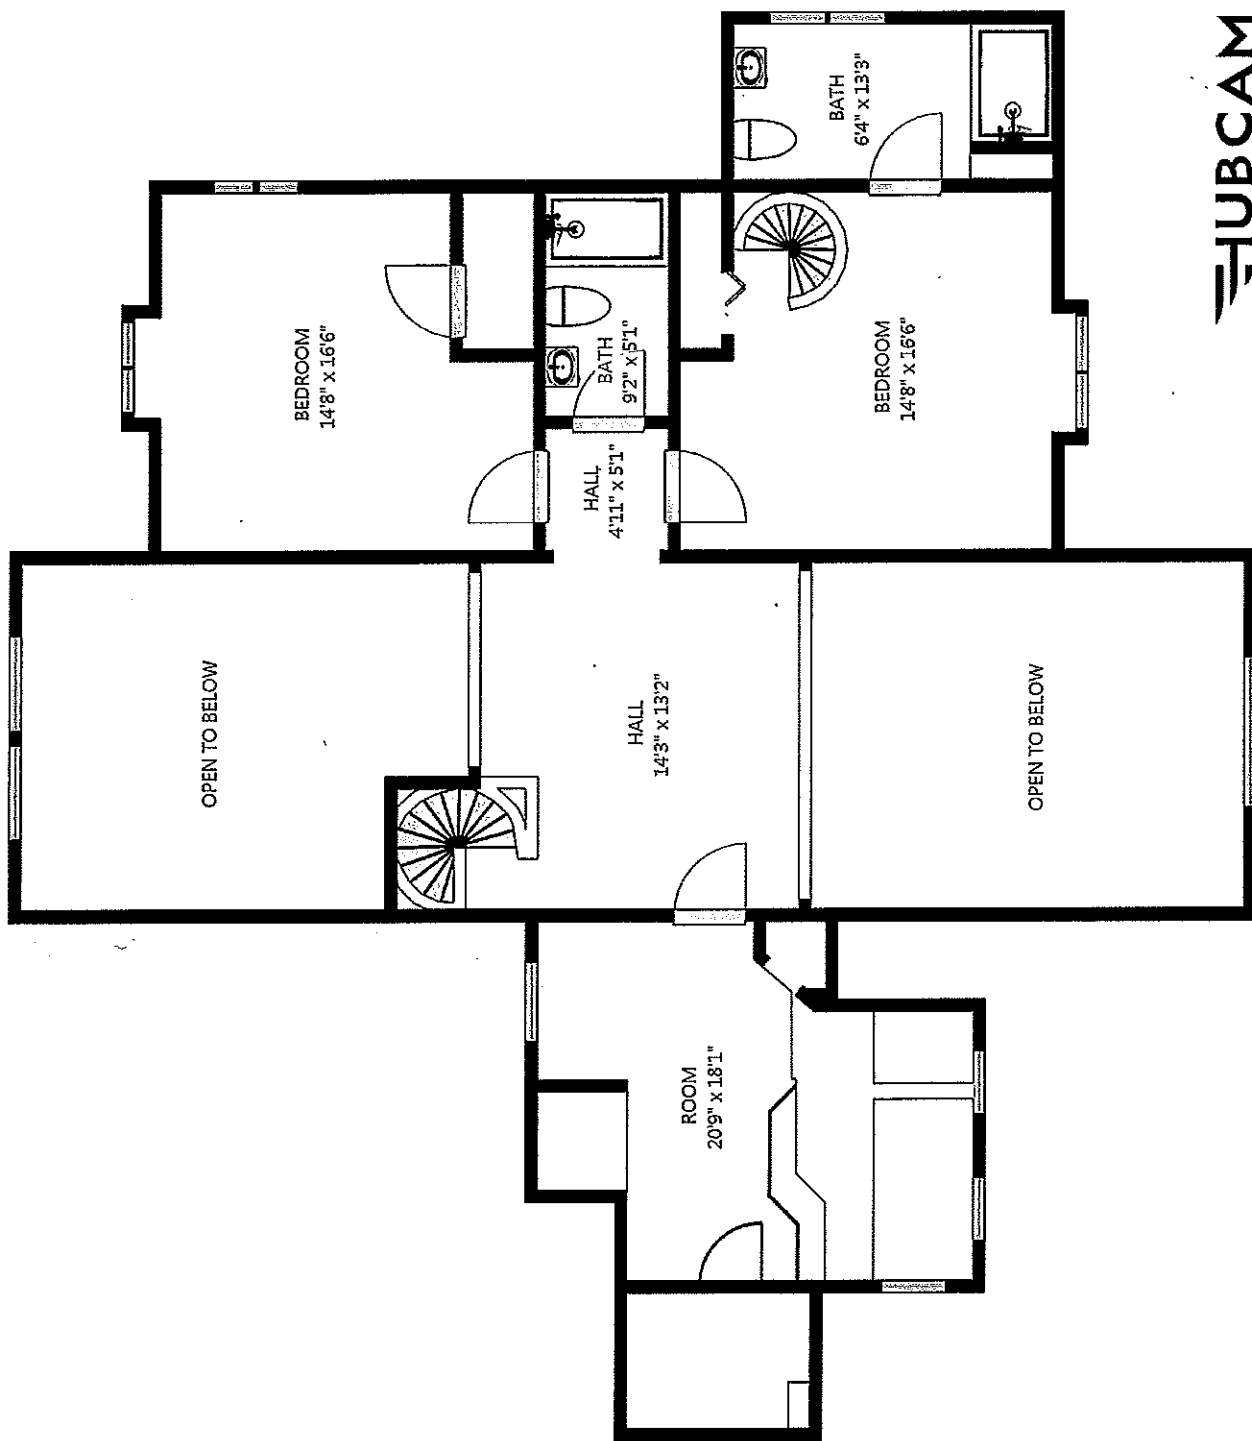 BATH
6'4" x 13'3"
BEDROOM
14'8" x 16'6"
BATH
9'2" x 5'1"
BEDROOM
14'8" x 16'6"
HALL
4'11" x 5'1"
OPEN TO BELOW
HALL
14'3" x 13'2"
OPEN TO BELOW
ROOM
20'9" x 18'1"
HUBCAM